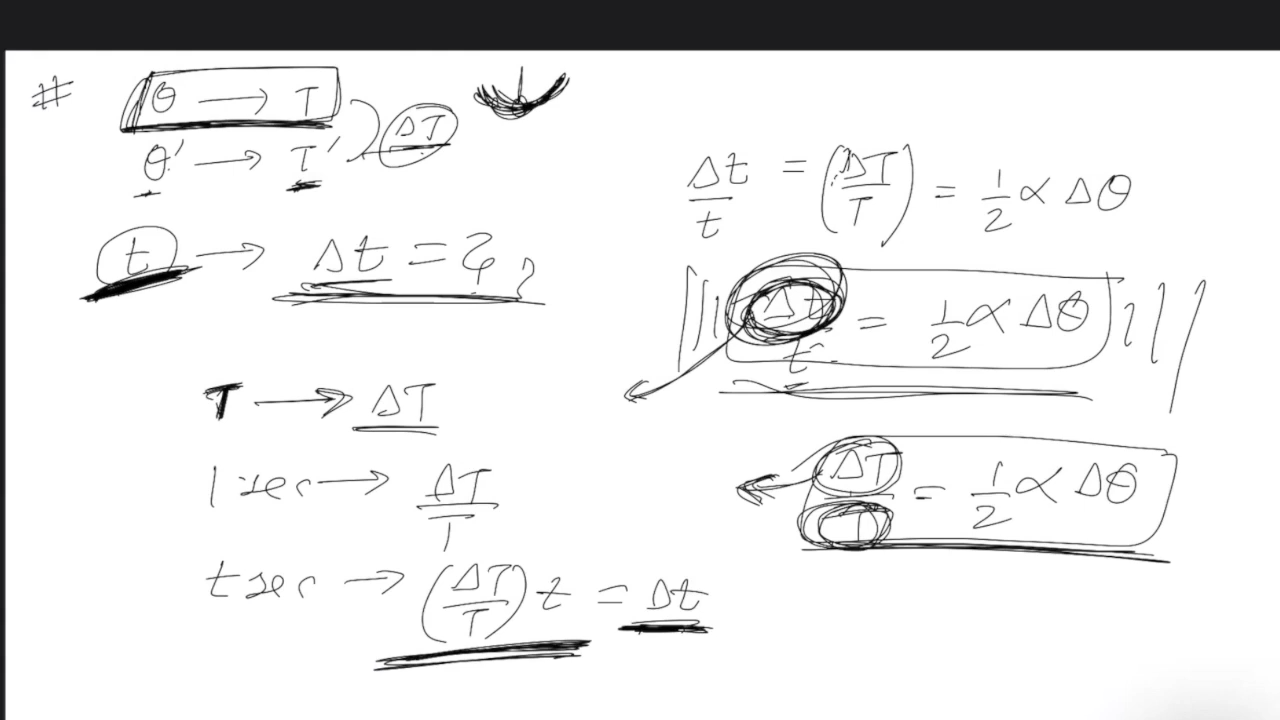 # θ → T
θ' → T'
ΔT
t → Δt = ??
T → ΔT
1 sec → ΔT/T
t sec → (ΔT/T) t = Δt
Δt/t = (ΔT/T) = 1/2 α Δθ
Δt/t = 1/2 α Δθ
ΔT/T = 1/2 α Δθ